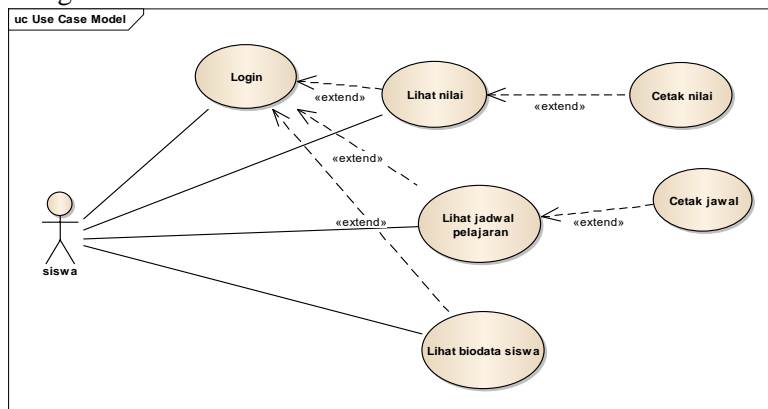 uc Use Case Model
Login
Lihat nilai
Cetak nilai
«extend»
«extend»
«extend»
Cetak jawal
Lihat jadwal
pelajaran
«extend»
«extend»
siswa
Lihat biodata siswa